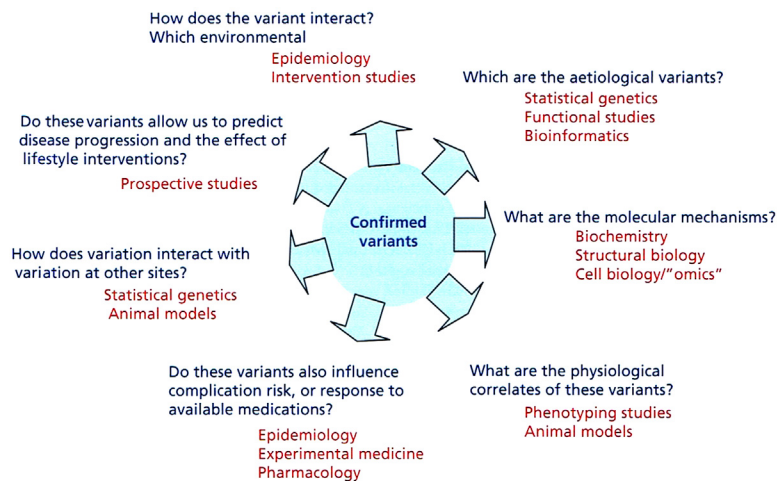 How does the variant interact?
Which environmental
Epidemiology
Intervention studies
Which are the aetiological variants?
Statistical genetics
Functional studies
Bioinformatics
Do these variants allow us to predict
disease progression and the effect of
lifestyle interventions?
Prospective studies
Confirmed
variants
What are the molecular mechanisms?
Biochemistry
Structural biology
Cell biology/"omics"
How does variation interact with
variation at other sites?
Statistical genetics
Animal models
Do these variants also influence
complication risk, or response to
available medications?
Epidemiology
Experimental medicine
Pharmacology
What are the physiological
correlates of these variants?
Phenotyping studies
Animal models